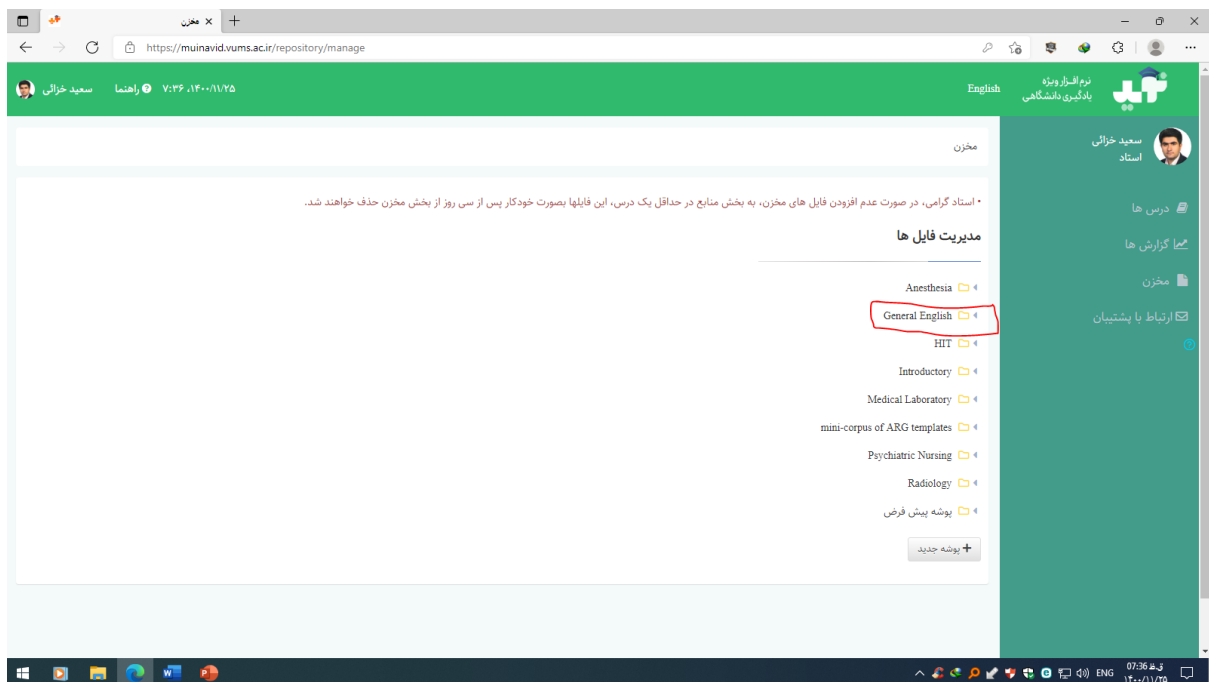 مخزن
https://muinavid.vums.ac.ir/repository/manage
نرم افـزار ویـژه
یادگیری دانشگاهی
نوید
English
۱۴۰۰/۱۱/۲۵، ۷:۳۶
راهنما
سعید خزائی
سعید خزائی
استاد
درس ها
گزارش ها
مخزن
ارتباط با پشتیبان
مخزن
• استاد گرامی، در صورت عدم افزودن فایل های مخزن، به بخش منابع در حداقل یک درس، این فایلها بصورت خودکار پس از سی روز از بخش مخزن حذف خواهند شد.
مدیریت فایل ها
Anesthesia
General English
HIT
Introductory
Medical Laboratory
mini-corpus of ARG templates
Psychiatric Nursing
Radiology
پوشه پیش فرض
+ پوشه جدید
ENG
07:36 ق.ظ
۱۴۰۰/۱۱/۲۵